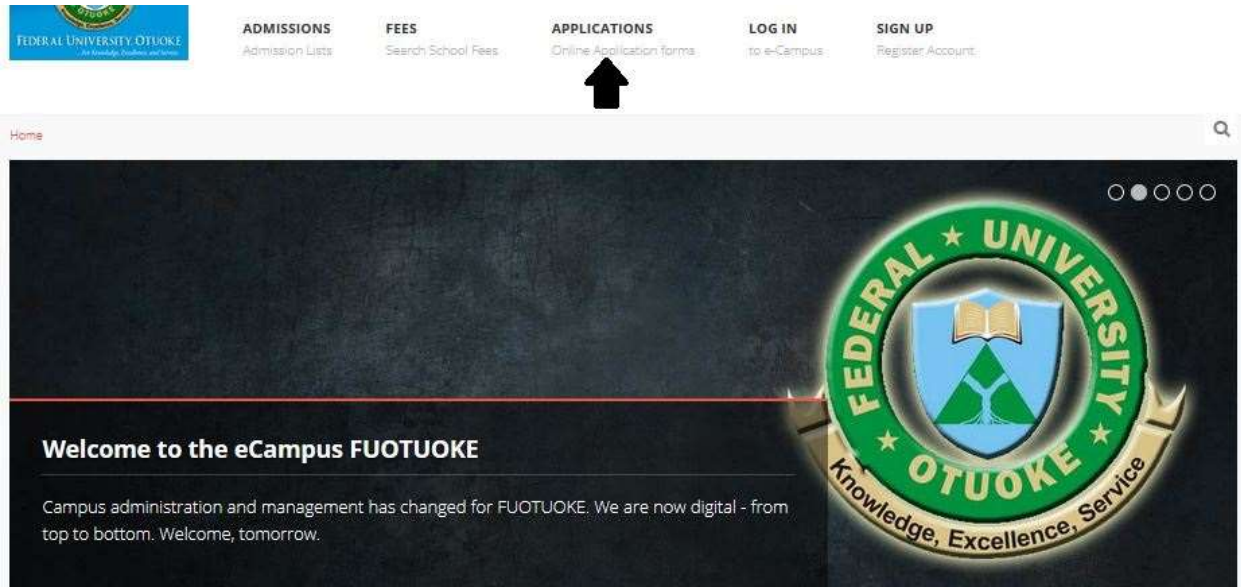 OTUOKE
FEDERAL UNIVERSITY OTUOKE
ADMISSIONS
Admission Lists
FEES
Search School Fees
APPLICATIONS
Online Application forms
LOG IN
to e-Campus
SIGN UP
Register Account
Home
FEDERAL ★ UNIVERSITY ★ OTUOKE ★
Knowledge, Excellence, Service
Welcome to the eCampus FUOTUOKE
Campus administration and management has changed for FUOTUOKE. We are now digital - from
top to bottom. Welcome, tomorrow.